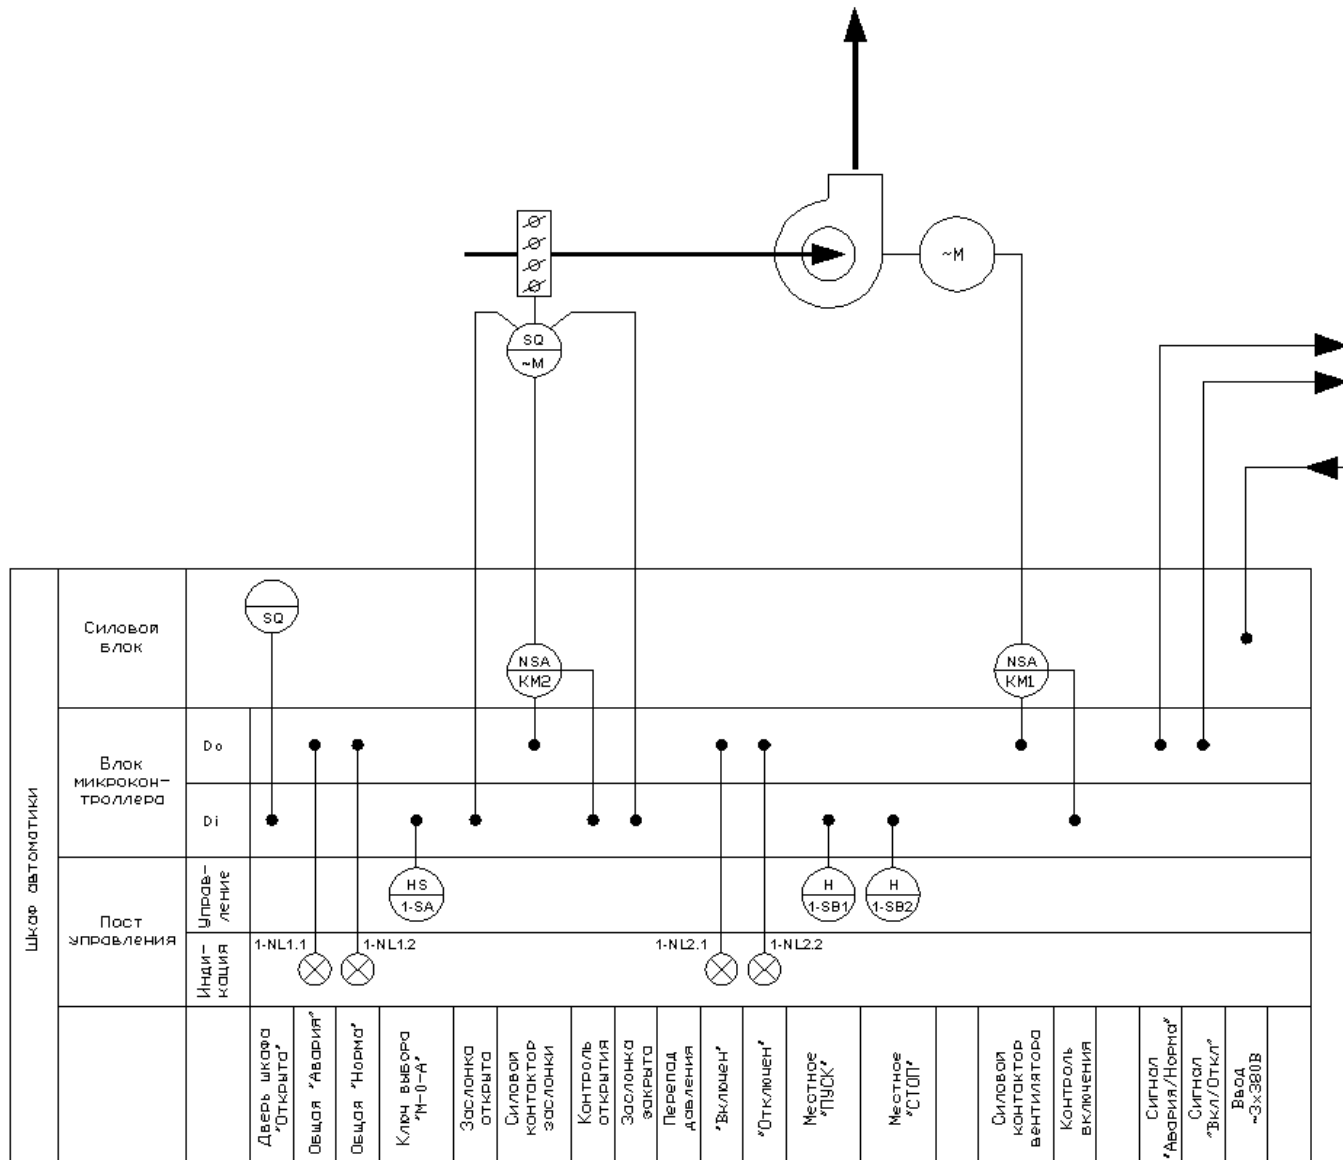 ~M
SQ
~M
Силовой
блок
SQ
NSA
KM2
NSA
KM1
Шкаф автоматики
Блок
микрокон-
троллера
Do
Di
Пост
управления
Управ-
ление
HS
1-SA
H
1-SB1
H
1-SB2
Инди-
кация
1-NL1.1
1-NL1.2
1-NL2.1
1-NL2.2
Дверь шкафа
"Открыта"
Общая "Авария"
Общая "Норма"
Ключ выбора
"М-0-А"
Заслонка
открыта
Силовой
контактор
заслонки
Контроль
открытия
Заслонка
закрыта
Перепад
давления
"Включен"
"Отключен"
Местное
"ПУСК"
Местное
"СТОП"
Силовой
контактор
вентилятора
Контроль
включения
Сигнал
"Авария/Норма"
Сигнал
"Вкл/Откл"
Ввод
~3x380В